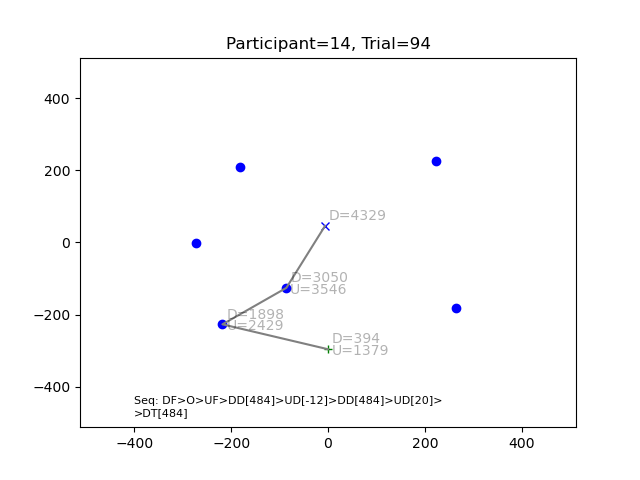 Participant=14, Trial=94
400
200
0
−200
−400
D=4329
D=3050
U=3546
D=1898
U=2429
D=394
U=1379
Seq: DF>O>UF>DD[484]>UD[-12]>DD[484]>UD[20]>
>DT[484]
−400 −200 0 200 400